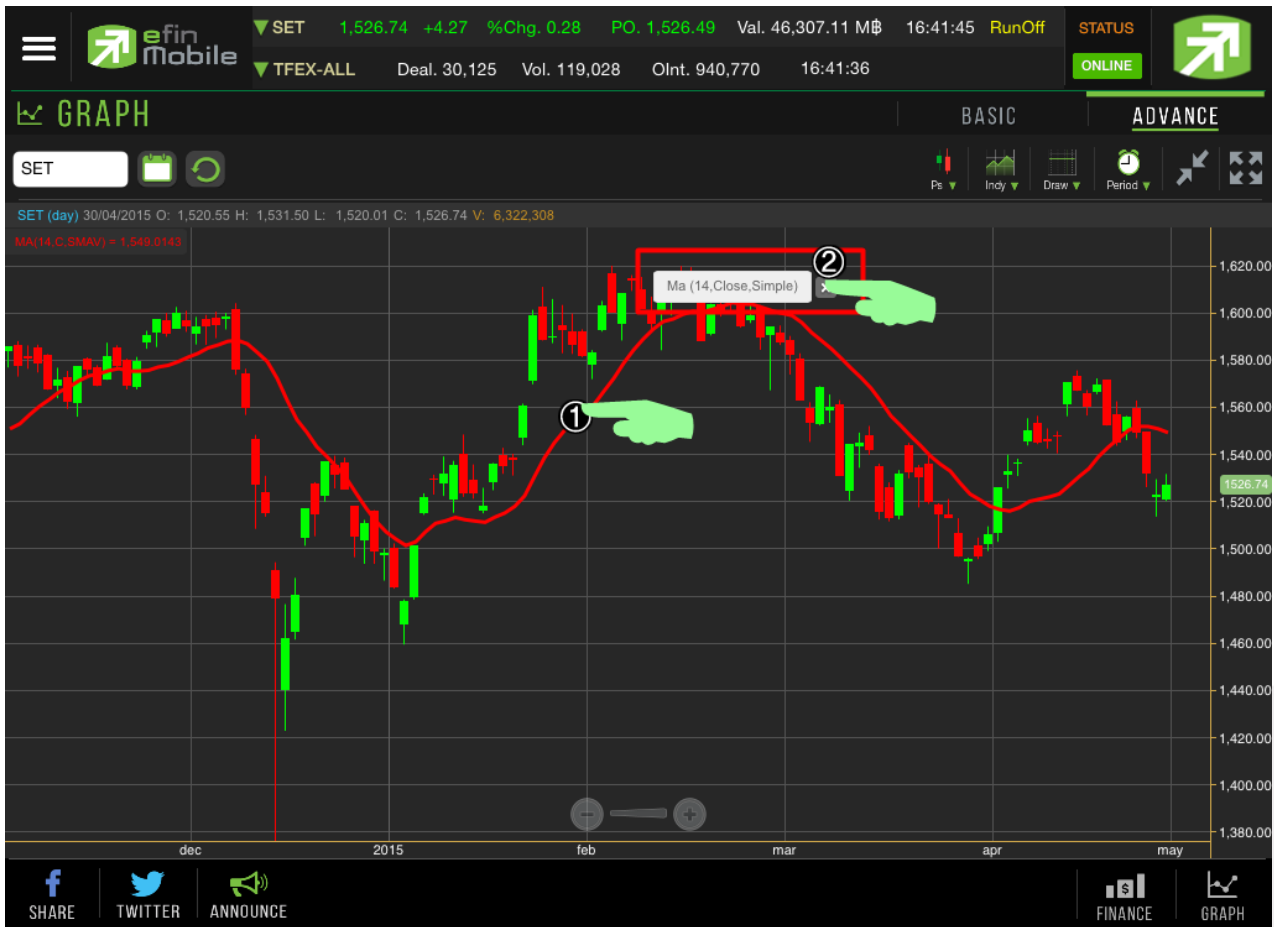 efin Mobile
SET 1,526.74 +4.27 %Chg. 0.28 PO. 1,526.49 Val. 46,307.11 M฿ 16:41:45 RunOff
TFEX-ALL Deal. 30,125 Vol. 119,028 OInt. 940,770 16:41:36
STATUS
ONLINE
GRAPH
BASIC
ADVANCE
SET
Ps
Indy
Draw
Period
SET (day) 30/04/2015 O: 1,520.55 H: 1,531.50 L: 1,520.01 C: 1,526.74 V: 6,322,308
MA(14,C,SMAV) = 1,549.0143
②
Ma (14,Close,Simple)
①
1,620.00
1,600.00
1,580.00
1,560.00
1,540.00
1526.74
1,520.00
1,500.00
1,480.00
1,460.00
1,440.00
1,420.00
1,400.00
1,380.00
dec 2015 feb mar apr may
SHARE
TWITTER
ANNOUNCE
FINANCE
GRAPH